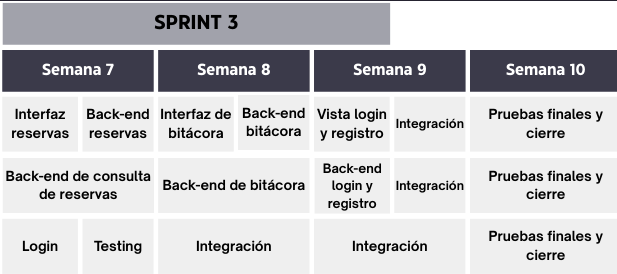 SPRINT 3
Semana 7
Semana 8
Semana 9
Semana 10
Interfaz
reservas
Back-end
reservas
Interfaz de
bitácora
Back-end
bitácora
Vista login
y registro
Integración
Pruebas finales y
cierre
Back-end de consulta
de reservas
Back-end de bitácora
Back-end
login y
registro
Integración
Pruebas finales y
cierre
Login
Testing
Integración
Integración
Pruebas finales y
cierre